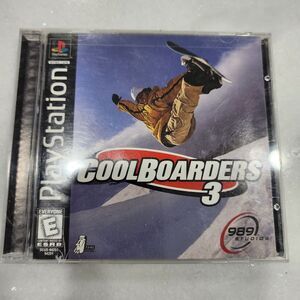 PlayStation
COOLBOARDERS
3
EVERYONE
E
ESRB
989
STUDIOS